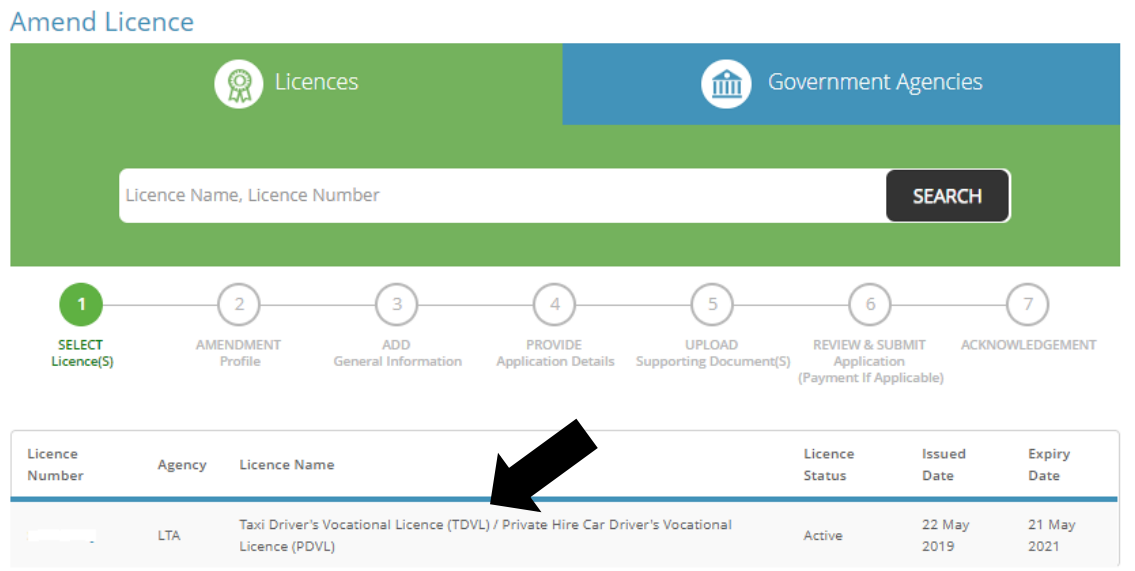 Amend Licence
Licences
Government Agencies
Licence Name, Licence Number
SEARCH
1
2
3
4
5
6
7
SELECT
Licence(S)
AMENDMENT
Profile
ADD
General Information
PROVIDE
Application Details
UPLOAD
Supporting Document(S)
REVIEW & SUBMIT
Application
(Payment If Applicable)
ACKNOWLEDGEMENT
Licence
Number
Agency
Licence Name
Licence
Status
Issued
Date
Expiry
Date
LTA
Taxi Driver's Vocational Licence (TDVL) / Private Hire Car Driver's Vocational
Licence (PDVL)
Active
22 May
2019
21 May
2021